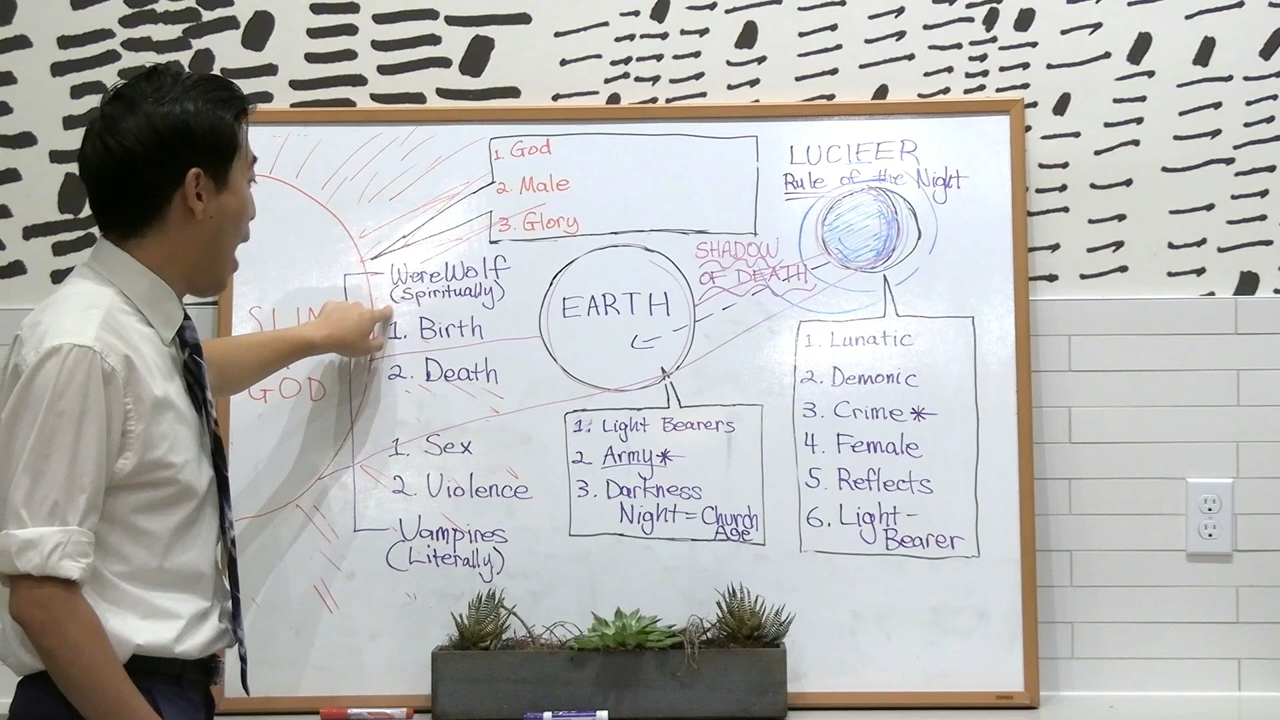 SUN
GOD
1. God
2. Male
3. Glory
WereWolf
(Spiritually)
1. Birth
2. Death
1. Sex
2. Violence
Vampires
(Literally)
EARTH
1. Light Bearers
2 Army*
3. Darkness
Night = Church
Age
SHADOW
OF DEATH
LUCIFER
Rule of the Night
1. Lunatic
2. Demonic
3. Crime*
4. Female
5. Reflects
6. Light-
Bearer